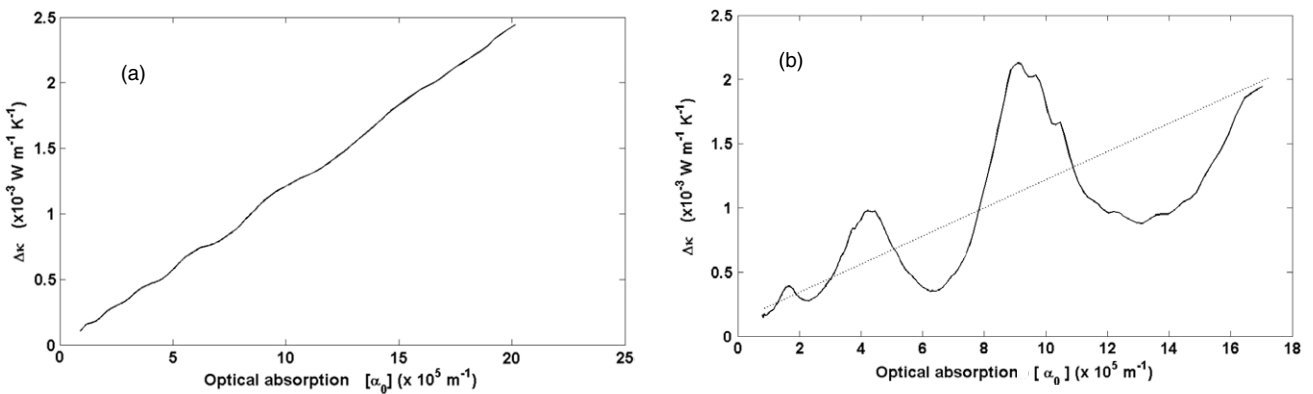 (a)
2.5
2
1.5
1
0.5
0
0 5 10 15 20 25
Δκ (x10⁻³ W m⁻¹ K⁻¹)
Optical absorption [α₀] (x 10⁵ m⁻¹)
(b)
2.5
2
1.5
1
0.5
0
0 2 4 6 8 10 12 14 16 18
Δκ (x10⁻³ W m⁻¹ K⁻¹)
Optical absorption [α₀] (x 10⁵ m⁻¹)